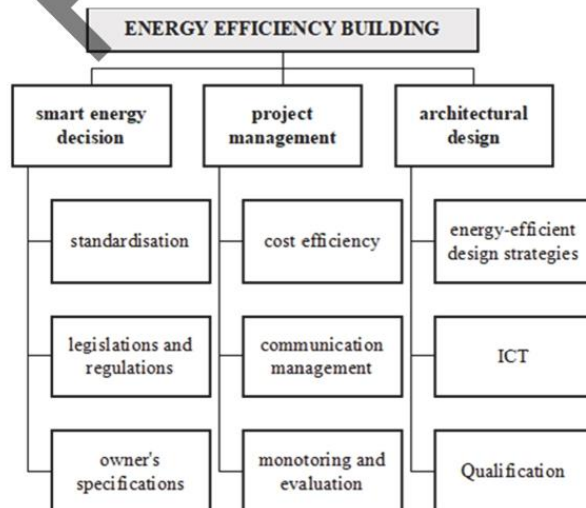 ENERGY EFFICIENCY BUILDING
smart energy
decision
project
management
architectural
design
standardisation
cost efficiency
energy-efficient
design strategies
legislations and
regulations
communication
management
ICT
owner's
specifications
monotoring and
evaluation
Qualification